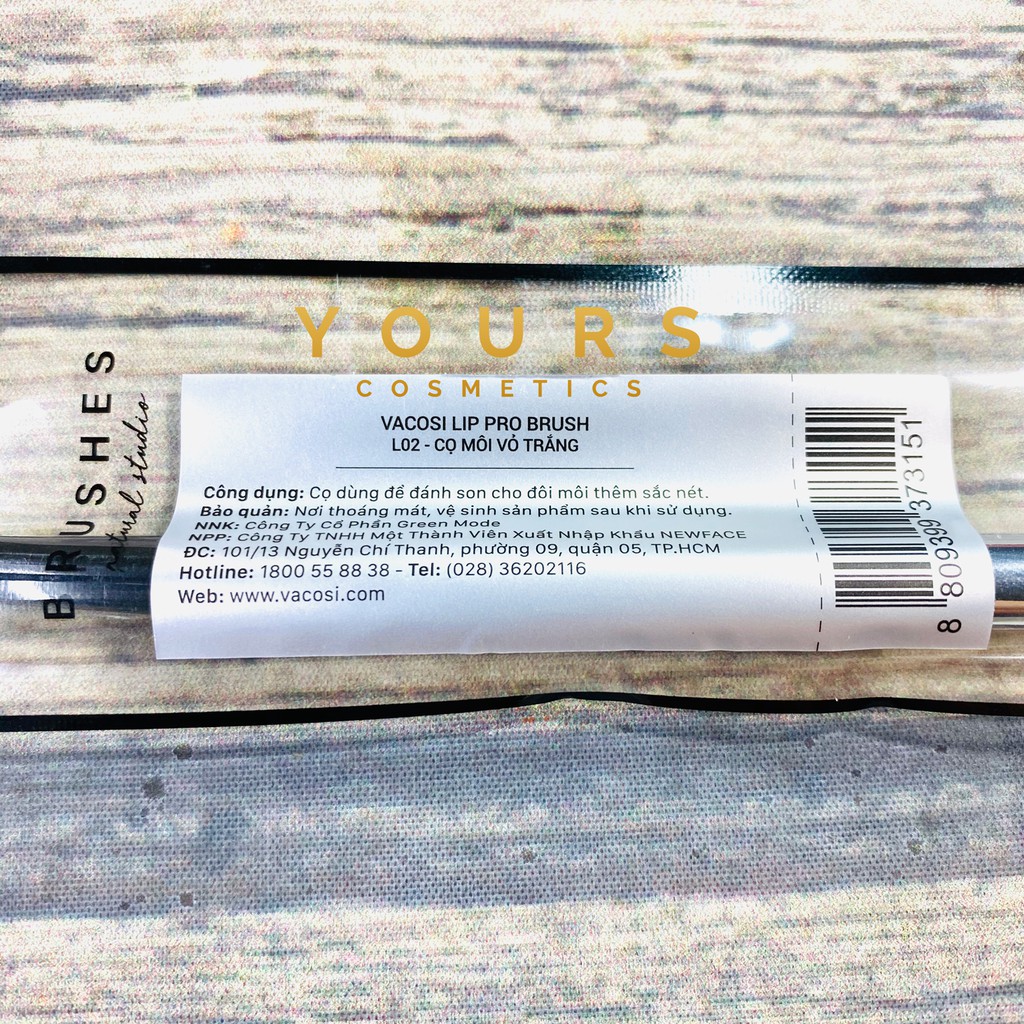 YOURS
COSMETICS
BRUSHES
natural studio
VACOSI LIP PRO BRUSH
L02 - CỌ MÔI VỎ TRẮNG
Công dụng: Cọ dùng để đánh son cho đôi môi thêm sắc nét.
Bảo quản: Nơi thoáng mát, vệ sinh sản phẩm sau khi sử dụng.
NNK: Công Ty Cổ Phần Green Mode
NPP: Công Ty TNHH Một Thành Viên Xuất Nhập Khẩu NEWFACE
ĐC: 101/13 Nguyễn Chí Thanh, phường 09, quận 05, TP.HCM
Hotline: 1800 55 88 38 - Tel: (028) 36202116
Web: www.vacosi.com
8 809399 373151